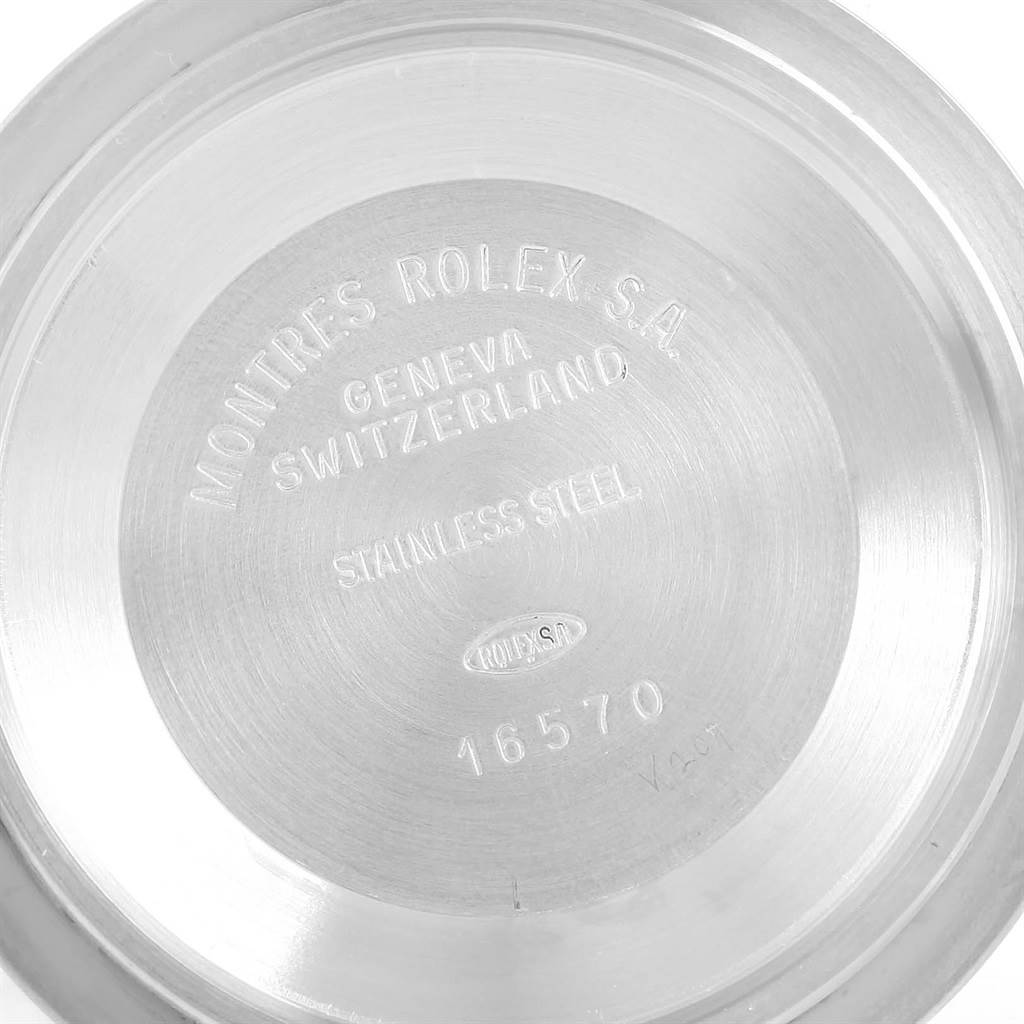 MONTRES ROLEX S.A.
GENEVA
SWITZERLAND
STAINLESS STEEL
ROLEX S.A
16570